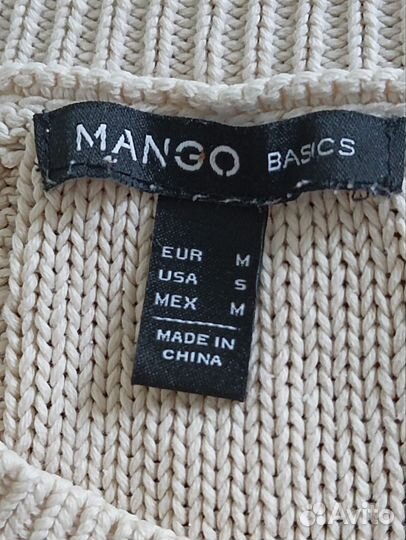 MANGO BASICS
EUR M
USA S
MEX M
MADE IN
CHINA
Avito